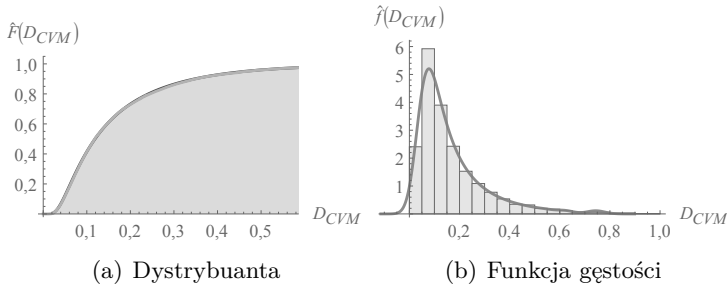 F̂(D_CVM)
1,0
0,8
0,6
0,4
0,2
0,1 0,2 0,3 0,4 0,5
D_CVM
(a) Dystrybuanta
f̂(D_CVM)
6
5
4
3
2
1
0,2 0,4 0,6 0,8 1,0
D_CVM
(b) Funkcja gęstości